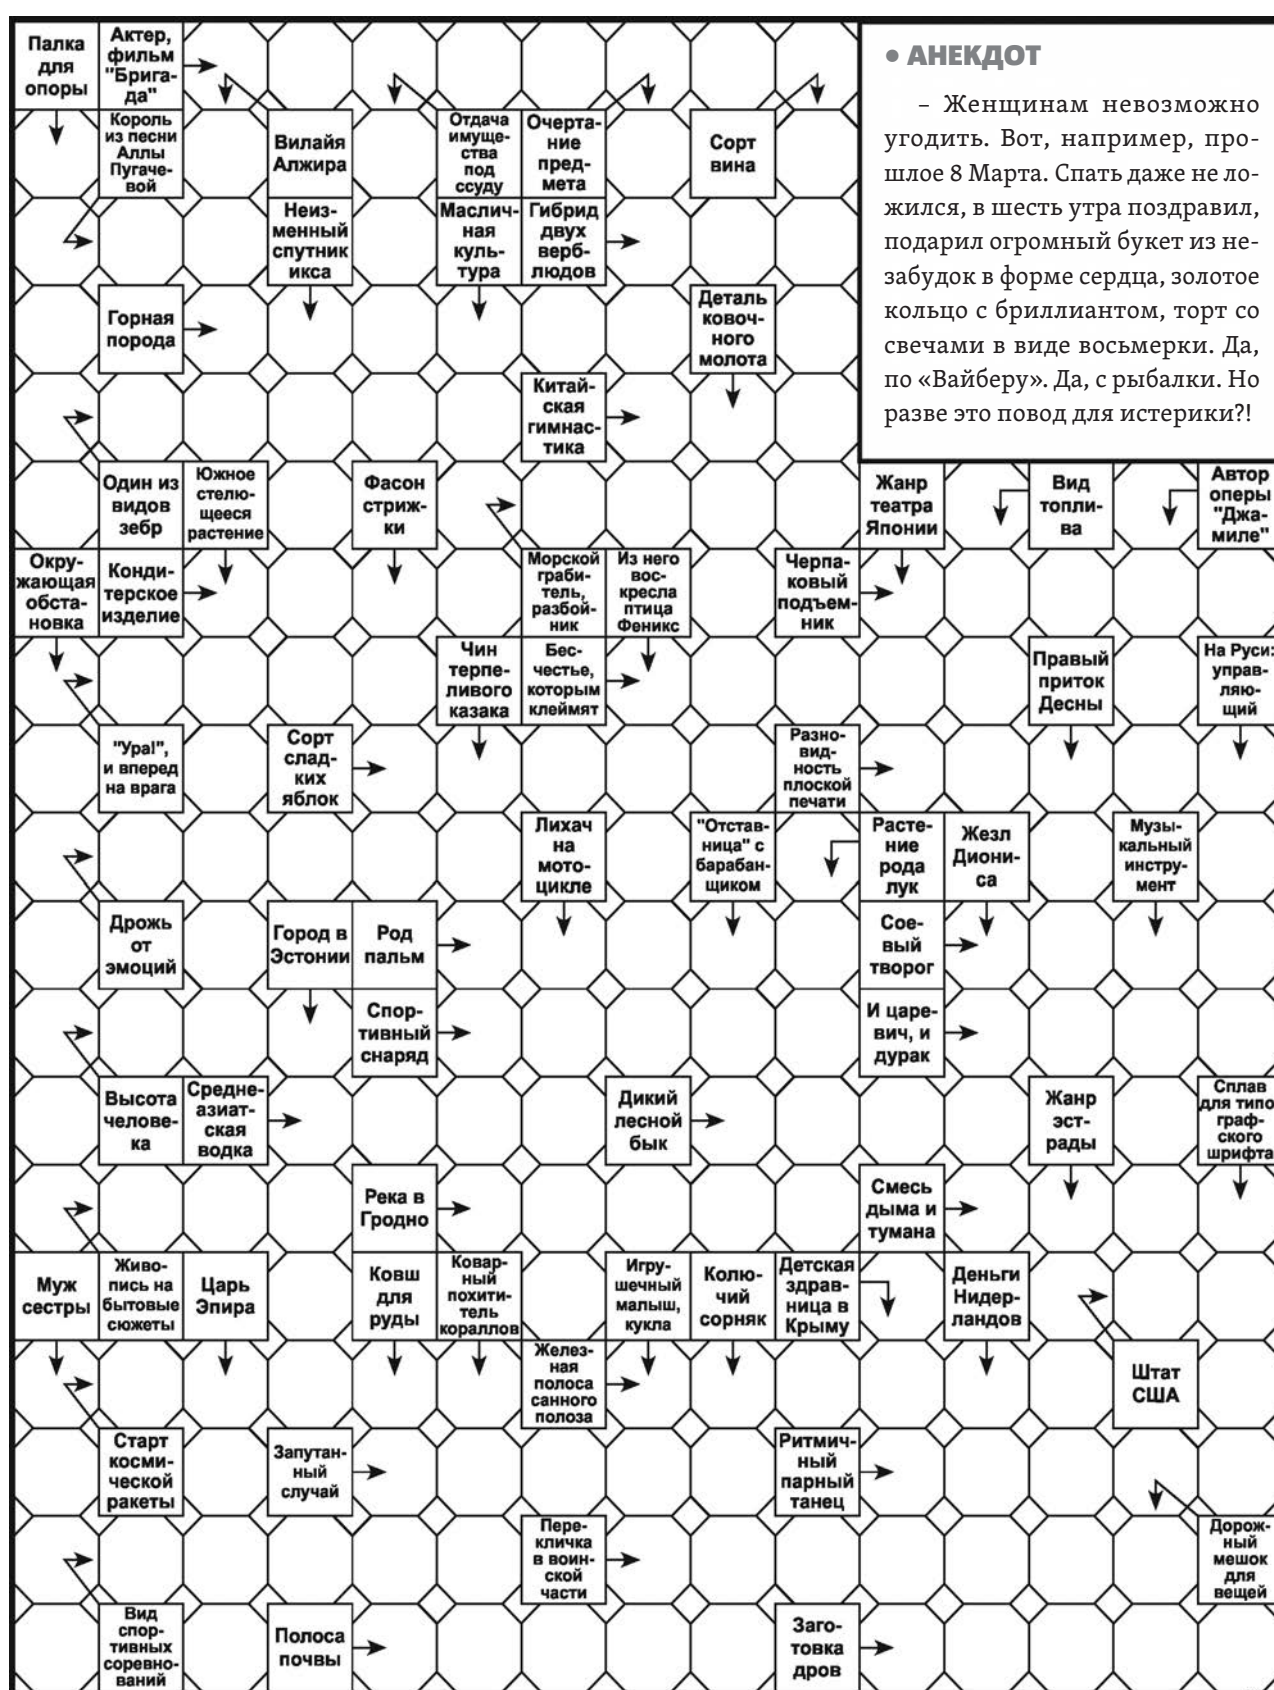 Палка
для
опоры
Актер,
фильм
"Брига-
да"
• АНЕКДОТ
– Женщинам невозможно
угодить. Вот, например, про-
шлое 8 Марта. Спать даже не ло-
жился, в шесть утра поздравил,
подарил огромный букет из не-
забудок в форме сердца, золотое
кольцо с бриллиантом, торт со
свечами в виде восьмерки. Да,
по «Вайберу». Да, с рыбалки. Но
разве это повод для истерики?!
Король
из песни
Аллы
Пугаче-
вой
Вилайя
Алжира
Отдача
имуще-
ства
под
ссуду
Очерта-
ние
пред-
мета
Сорт
вина
Неиз-
менный
спутник
икса
Маслич-
ная
куль-
тура
Гибрид
двух
верб-
людов
Горная
порода
Деталь
ковоч-
ного
молота
Китай-
ская
гимнас-
тика
Один из
видов
зебр
Южное
стелю-
щееся
растение
Фасон
стриж-
ки
Жанр
театра
Японии
Вид
топли-
ва
Автор
оперы
"Джа-
миле"
Окру-
жающая
обста-
новка
Конди-
терское
изделие
Морской
граби-
тель,
разбой-
ник
Из него
вос-
кресла
птица
Феникс
Черпа-
ковый
подъем-
ник
Чин
терпе-
ливого
казака
Бес-
честье,
которым
клеймят
Правый
приток
Десны
На Руси:
управ-
ляю-
щий
"Ура!",
и вперед
на врага
Сорт
слад-
ких
яблок
Разно-
вид-
ность
плоской
печати
Лихач
на
мото-
цикле
"Отстав-
ница" с
барабан-
щиком
Расте-
ние
рода
лук
Жезл
Диони-
са
Музы-
кальный
инстру-
мент
Дрожь
от
эмоций
Город в
Эстонии
Род
пальм
Сое-
вый
творог
Спор-
тивный
снаряд
И царе-
вич, и
дурак
Высота
челове-
ка
Средне-
азиат-
ская
водка
Дикий
лесной
бык
Жанр
эст-
рады
Сплав
для типо
граф-
ского
шрифта
Река в
Гродно
Смесь
дыма и
тумана
Муж
сестры
Живо-
пись на
бытовые
сюжеты
Царь
Эпира
Ковш
для
руды
Ковар-
ный
похити-
тель
кораллов
Игру-
шечный
малыш,
кукла
Колю-
чий
сорняк
Детская
здрав-
ница в
Крыму
Деньги
Нидер-
ландов
Желез-
ная
полоса
санного
полоза
Штат
США
Старт
косми-
ческой
ракеты
Запутан-
ный
случай
Ритмич-
ный
парный
танец
Пере-
кличка
в воин-
ской
части
Дорож-
ный
мешок
для
вещей
Вид
спор-
тивных
соревно-
ваний
Полоса
почвы
Заго-
товка
дров